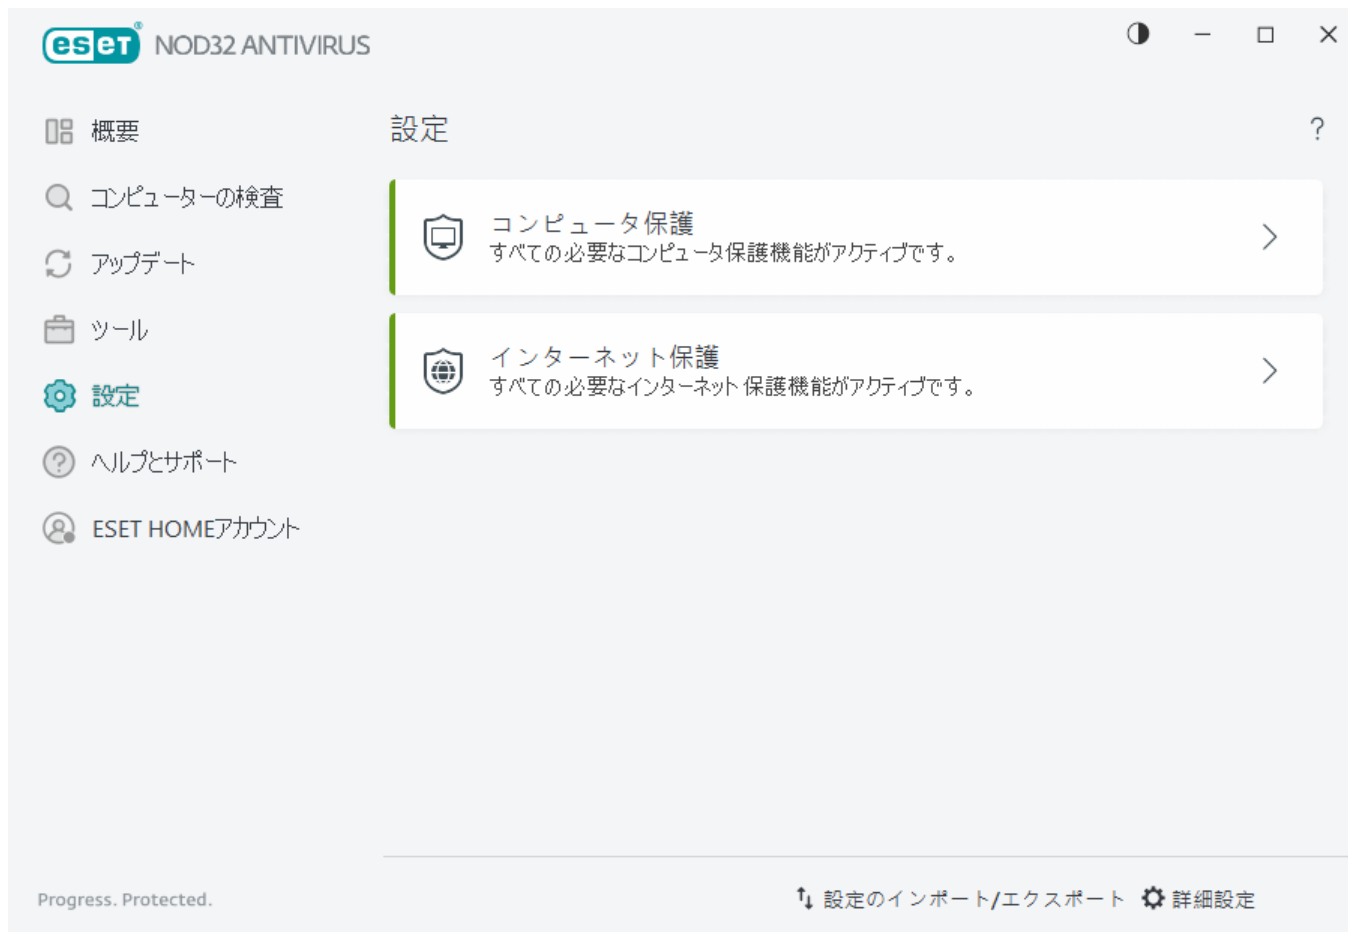 eset® NOD32 ANTIVIRUS
概要
コンピューターの検査
アップデート
ツール
設定
ヘルプとサポート
ESET HOMEアカウント
設定
?
コンピュータ保護
すべての必要なコンピュータ保護機能がアクティブです。
インターネット保護
すべての必要なインターネット保護機能がアクティブです。
Progress. Protected.
設定のインポート/エクスポート 詳細設定